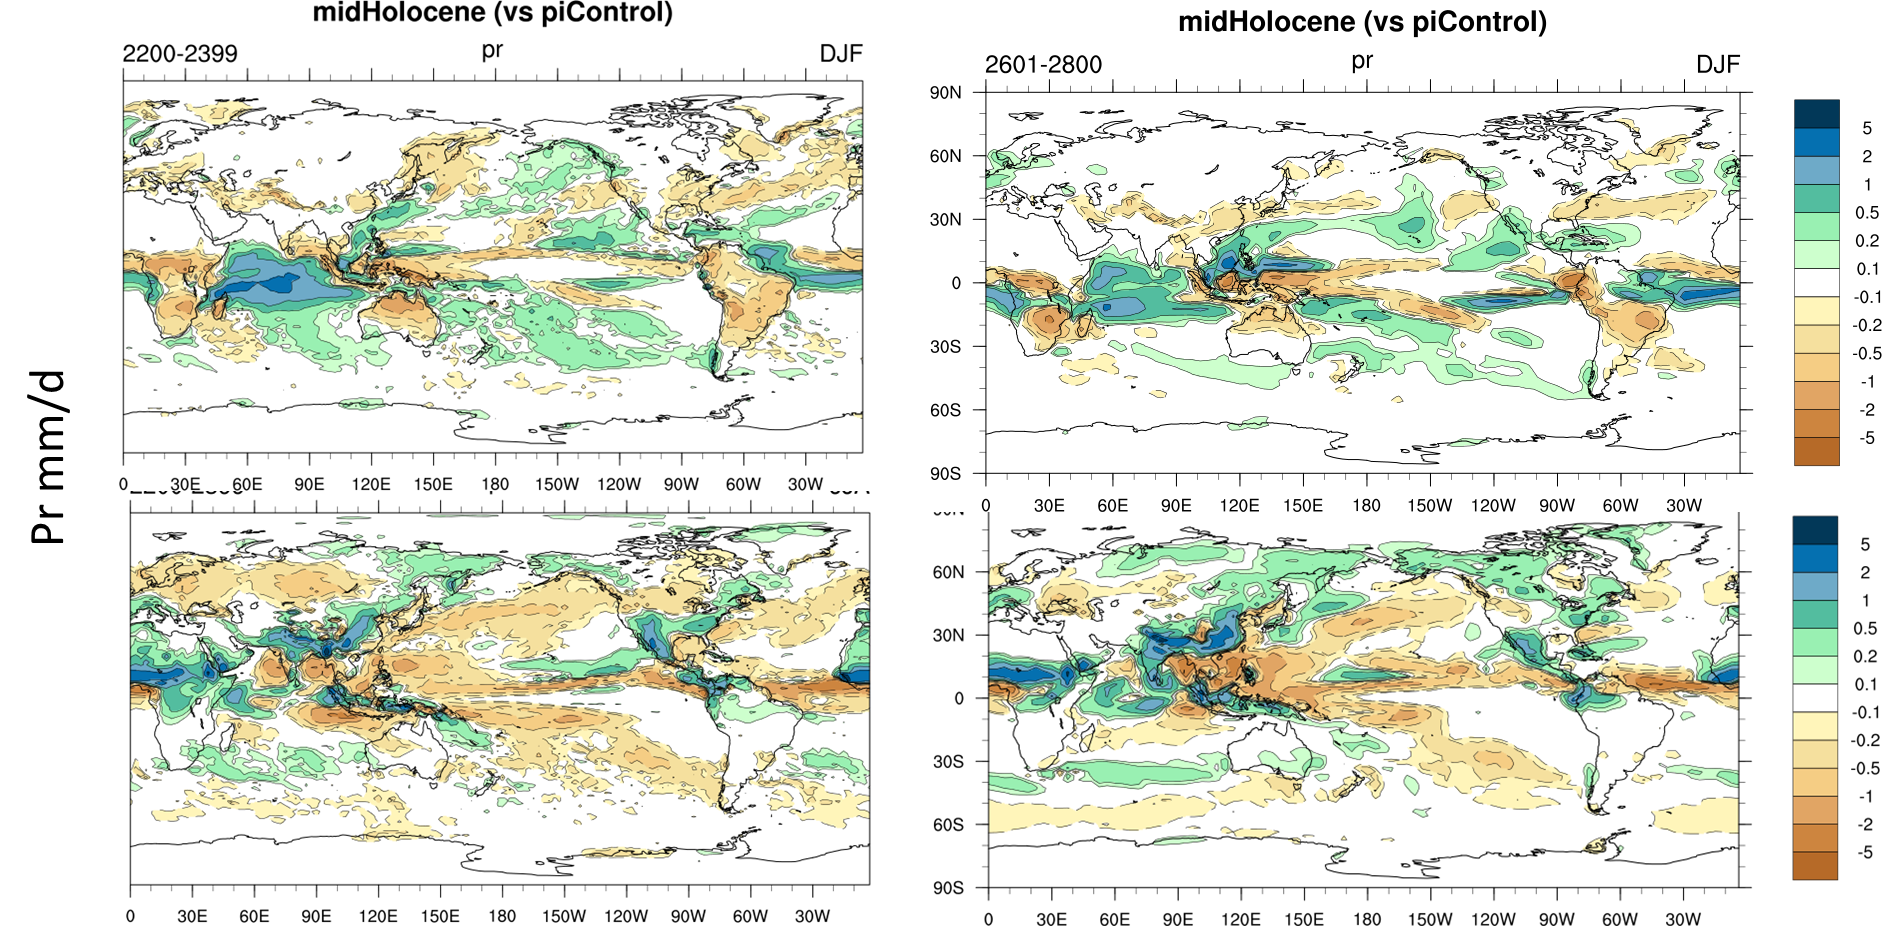 midHolocene (vs piControl)
2200-2399 pr DJF
0 30E 60E 90E 120E 150E 180 150W 120W 90W 60W 30W
midHolocene (vs piControl)
2601-2800 pr DJF
90N
60N
30N
0
30S
60S
90S
0 30E 60E 90E 120E 150E 180 150W 120W 90W 60W 30W
5
2
1
0.5
0.2
0.1
-0.1
-0.2
-0.5
-1
-2
-5
Pr mm/d
0 30E 60E 90E 120E 150E 180 150W 120W 90W 60W 30W
60N
30N
0
30S
60S
90S
0 30E 60E 90E 120E 150E 180 150W 120W 90W 60W 30W
5
2
1
0.5
0.2
0.1
-0.1
-0.2
-0.5
-1
-2
-5